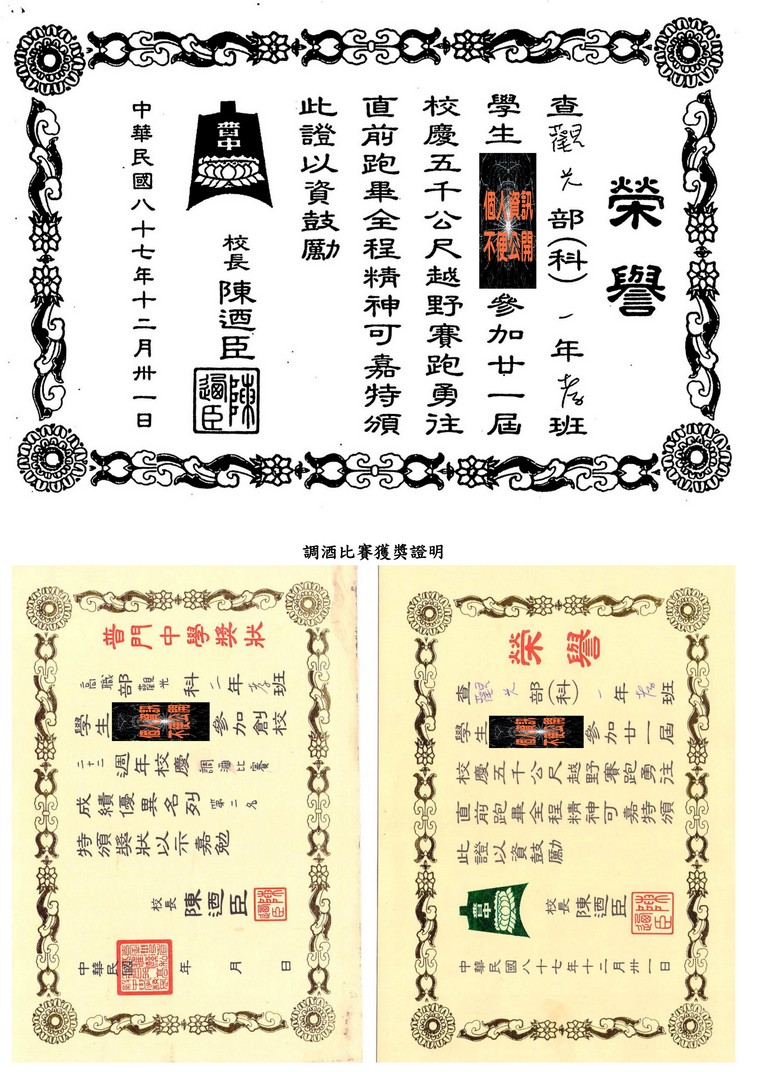 榮譽
查觀光部(科)一年孝班
學生
個人資訊
不便公開
參加廿一屆
校慶五千公尺越野賽跑勇往
直前跑畢全程精神可嘉特頒
此證以資鼓勵
普中
校長 陳迺臣
陳迺臣
中華民國八十七年十二月卅一日
調酒比賽獲獎證明
普門中學獎狀
高職部觀光科二年孝班
學生
個人資訊
不便公開
參加創校
二十二週年校慶調酒比賽
成績優異名列第二名
特頒獎狀以示嘉勉
校長 陳迺臣
陳迺臣
中華民國 年 月 日
榮譽
查觀光部(科)一年孝班
學生
個人資訊
不便公開
參加廿一屆
校慶五千公尺越野賽跑勇往
直前跑畢全程精神可嘉特頒
此證以資鼓勵
普中
校長 陳迺臣
陳迺臣
中華民國八十七年十二月卅一日